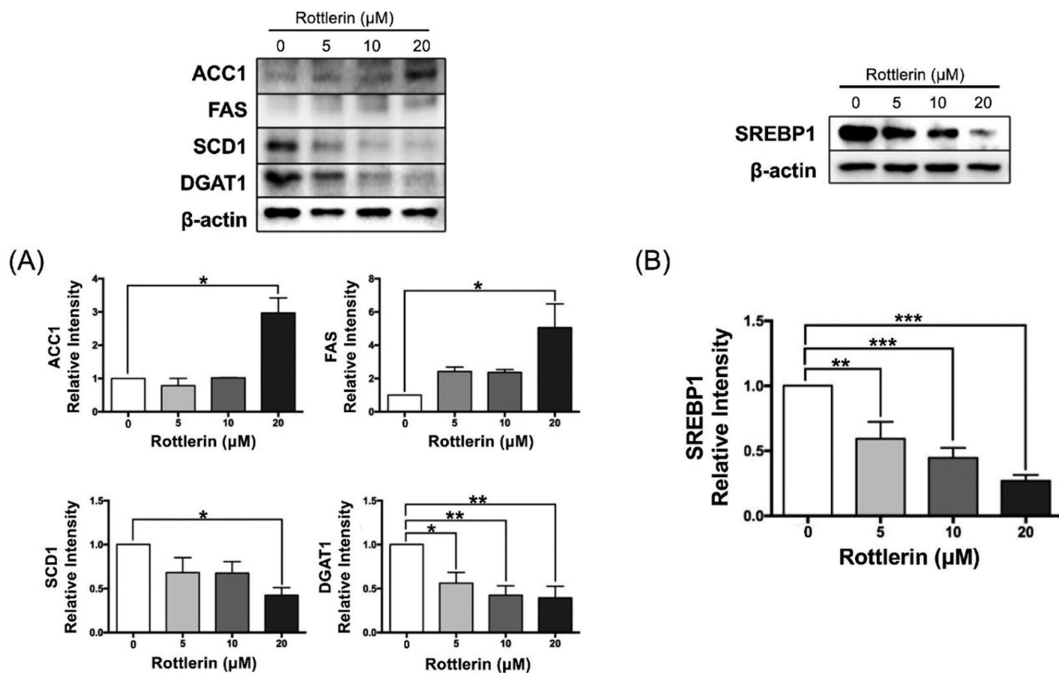 Rottlerin (µM)
0 5 10 20
ACC1
FAS
SCD1
DGAT1
β-actin
Rottlerin (µM)
0 5 10 20
SREBP1
β-actin
(A)
ACC1
Relative Intensity
4
3
2
1
0
*
0 5 10 20
Rottlerin (µM)
FAS
Relative Intensity
8
6
4
2
0
*
0 5 10 20
Rottlerin (µM)
SCD1
Relative Intensity
1.5
1.0
0.5
0.0
*
0 5 10 20
Rottlerin (µM)
DGAT1
Relative Intensity
1.5
1.0
0.5
0.0
**
**
*
0 5 10 20
Rottlerin (µM)
(B)
SREBP1
Relative Intensity
1.5
1.0
0.5
0.0
***
***
**
0 5 10 20
Rottlerin (µM)